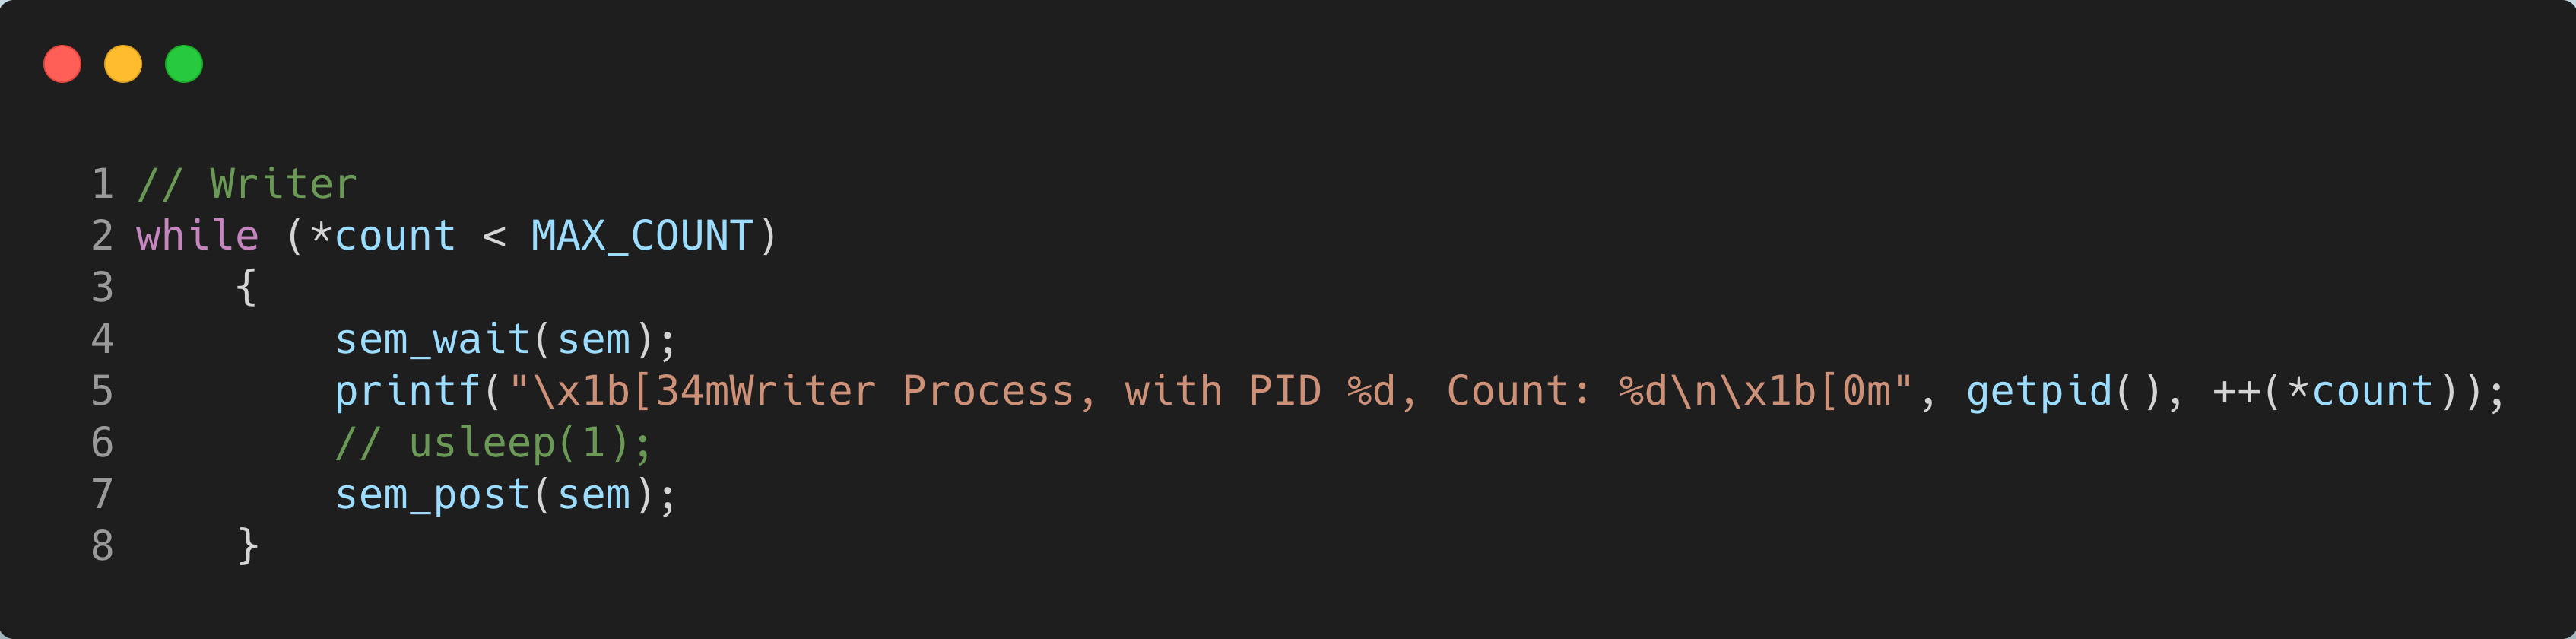 1 // Writer
2 while (*count < MAX_COUNT)
3     {
4         sem_wait(sem);
5         printf("\x1b[34mWriter Process, with PID %d, Count: %d\n\x1b[0m", getpid(), ++(*count));
6         // usleep(1);
7         sem_post(sem);
8     }